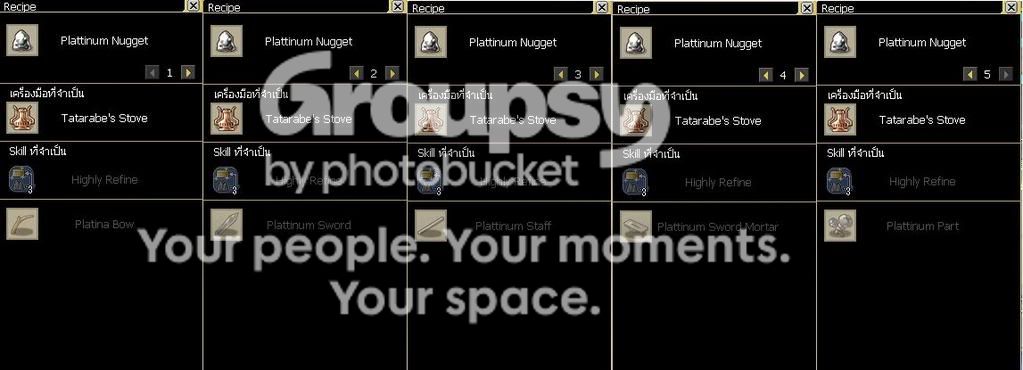 Recipe
Plattinum Nugget
1
เครื่องมือที่จำเป็น
Tatarabe's Stove
Skill ที่จำเป็น
3
Highly Refine
Platina Bow
Recipe
Plattinum Nugget
2
เครื่องมือที่จำเป็น
Tatarabe's Stove
Skill ที่จำเป็น
3
Highly Refine
Plattinum Sword
Recipe
Plattinum Nugget
3
เครื่องมือที่จำเป็น
Tatarabe's Stove
Skill ที่จำเป็น
3
Highly Refine
Plattinum Staff
Recipe
Plattinum Nugget
4
เครื่องมือที่จำเป็น
Tatarabe's Stove
Skill ที่จำเป็น
3
Highly Refine
Plattinum Sword Mortar
Recipe
Plattinum Nugget
5
เครื่องมือที่จำเป็น
Tatarabe's Stove
Skill ที่จำเป็น
3
Highly Refine
Plattinum Part
Groupsy
by photobucket
Your people. Your moments.
Your space.